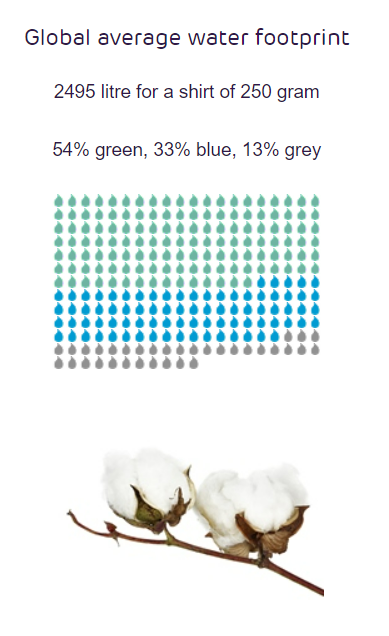 Global average water footprint
2495 litre for a shirt of 250 gram
54% green, 33% blue, 13% grey